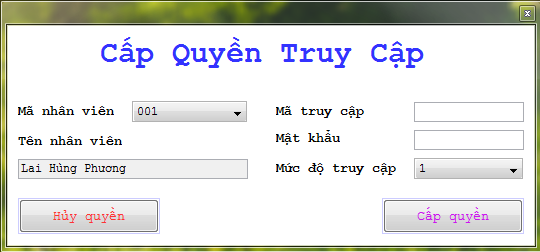 Cấp Quyền Truy Cập
Mã nhân viên 001
Tên nhân viên
Lai Hùng Phương
Mã truy cập
Mật khẩu
Mức độ truy cập 1
Hủy quyền
Cấp quyền